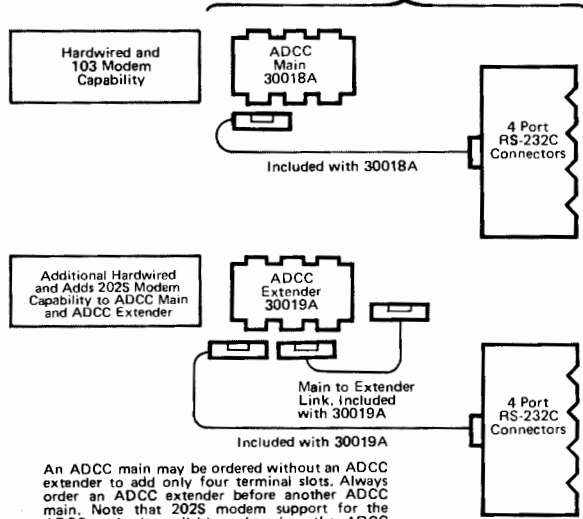 Hardwired and
103 Modem
Capability
ADCC
Main
30018A
4 Port
RS-232C
Connectors
Included with 30018A
Additional Hardwired
and Adds 202S Modem
Capability to ADCC Main
and ADCC Extender
ADCC
Extender
30019A
Main to Extender
Link, Included
with 30019A
4 Port
RS-232C
Connectors
Included with 30019A
An ADCC main may be ordered without an ADCC
extender to add only four terminal slots. Always
order an ADCC extender before another ADCC
main. Note that 202S modem support for the